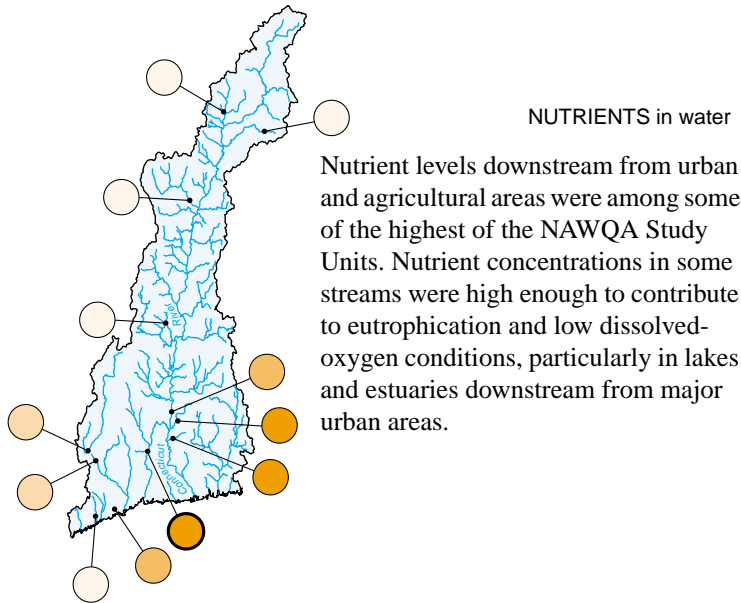 NUTRIENTS in water
Nutrient levels downstream from urban
and agricultural areas were among some
of the highest of the NAWQA Study
Units. Nutrient concentrations in some
streams were high enough to contribute
to eutrophication and low dissolved-
oxygen conditions, particularly in lakes
and estuaries downstream from major
urban areas.
River
Connecticut